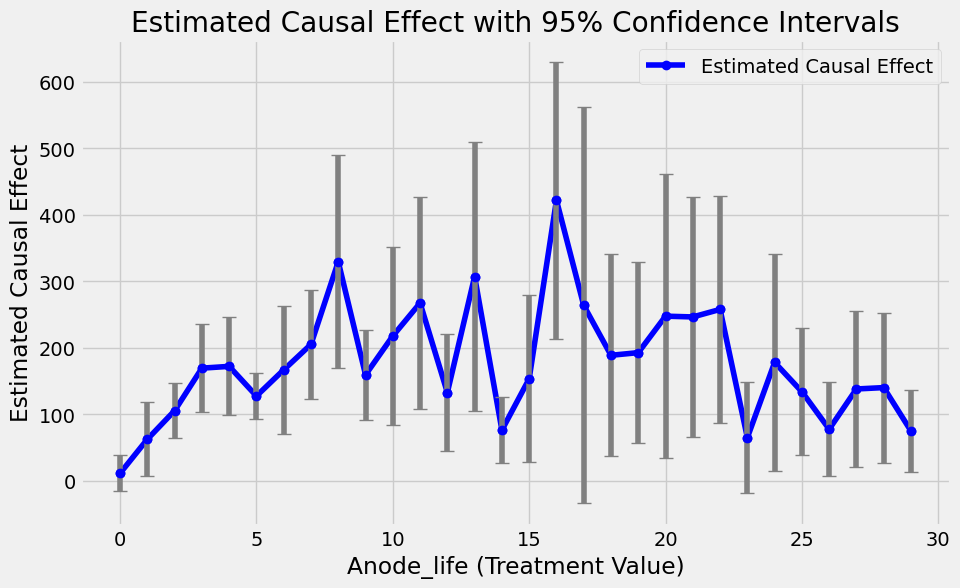 Estimated Causal Effect with 95% Confidence Intervals
Estimated Causal Effect
600
500
400
300
200
100
0
Estimated Causal Effect
0 5 10 15 20 25 30
Anode_life (Treatment Value)